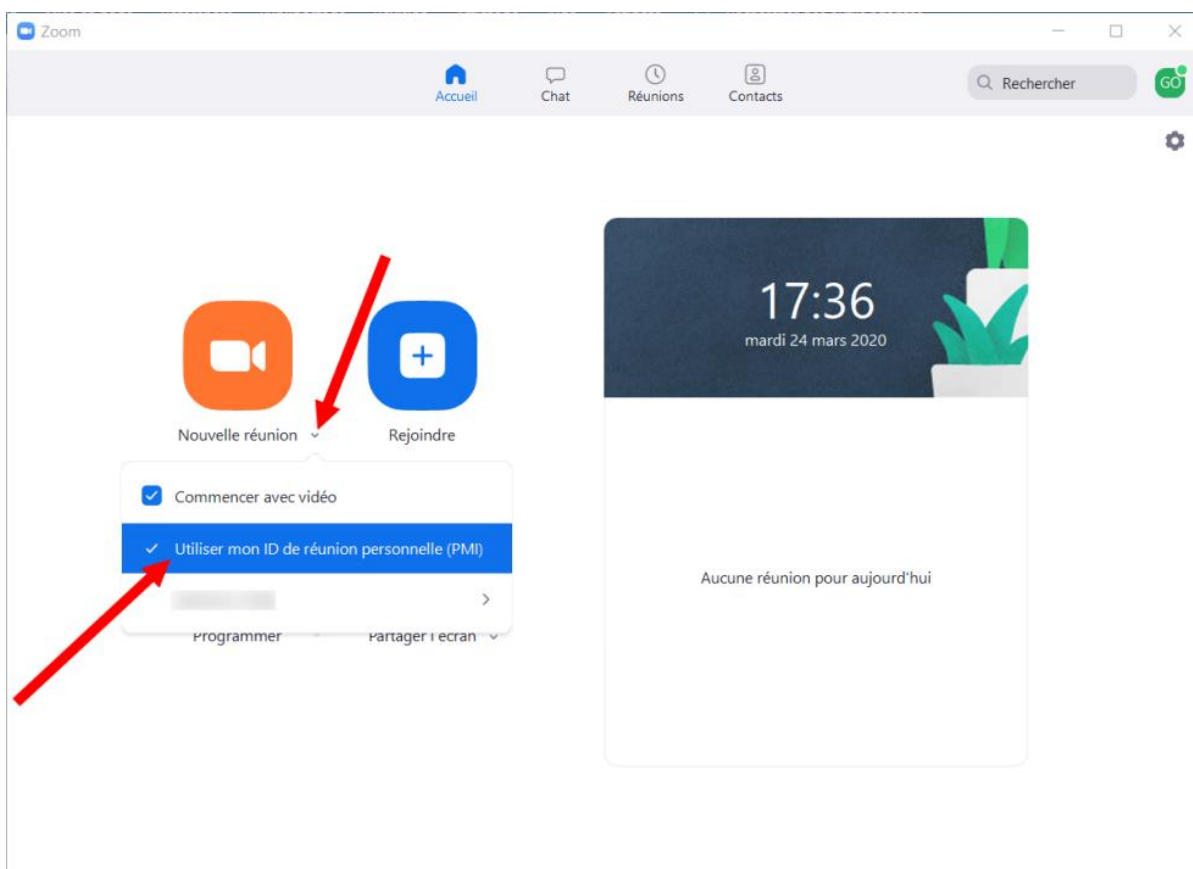 Zoom
Accueil
Chat
Réunions
Contacts
Rechercher
GO
17:36
mardi 24 mars 2020
Nouvelle réunion
Rejoindre
Commencer avec vidéo
Utiliser mon ID de réunion personnelle (PMI)
Aucune réunion pour aujourd'hui
Programmer
Partager l'écran